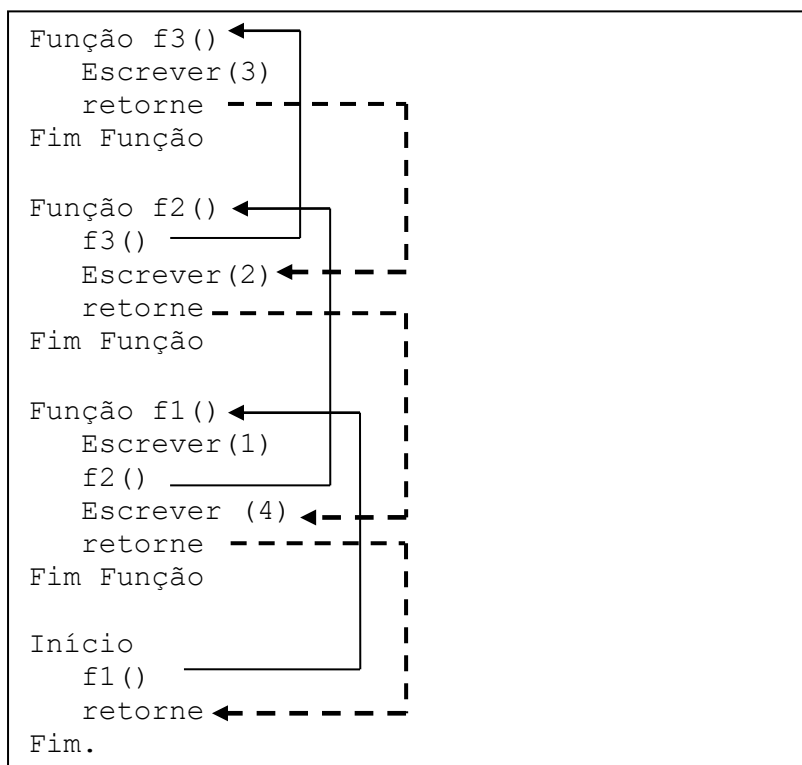 Função f3()
Escrever(3)
retorne
Fim Função
Função f2()
f3()
Escrever(2)
retorne
Fim Função
Função f1()
Escrever(1)
f2()
Escrever (4)
retorne
Fim Função
Início
f1()
retorne
Fim.